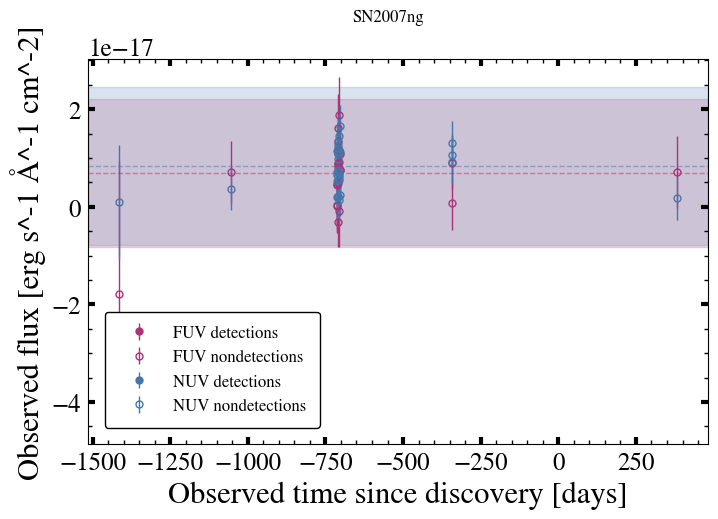 SN2007ng
1e−17
2
0
−2
−4
Observed flux [erg s^-1 Å^-1 cm^-2]
FUV detections
FUV nondetections
NUV detections
NUV nondetections
−1500 −1250 −1000 −750 −500 −250 0 250
Observed time since discovery [days]